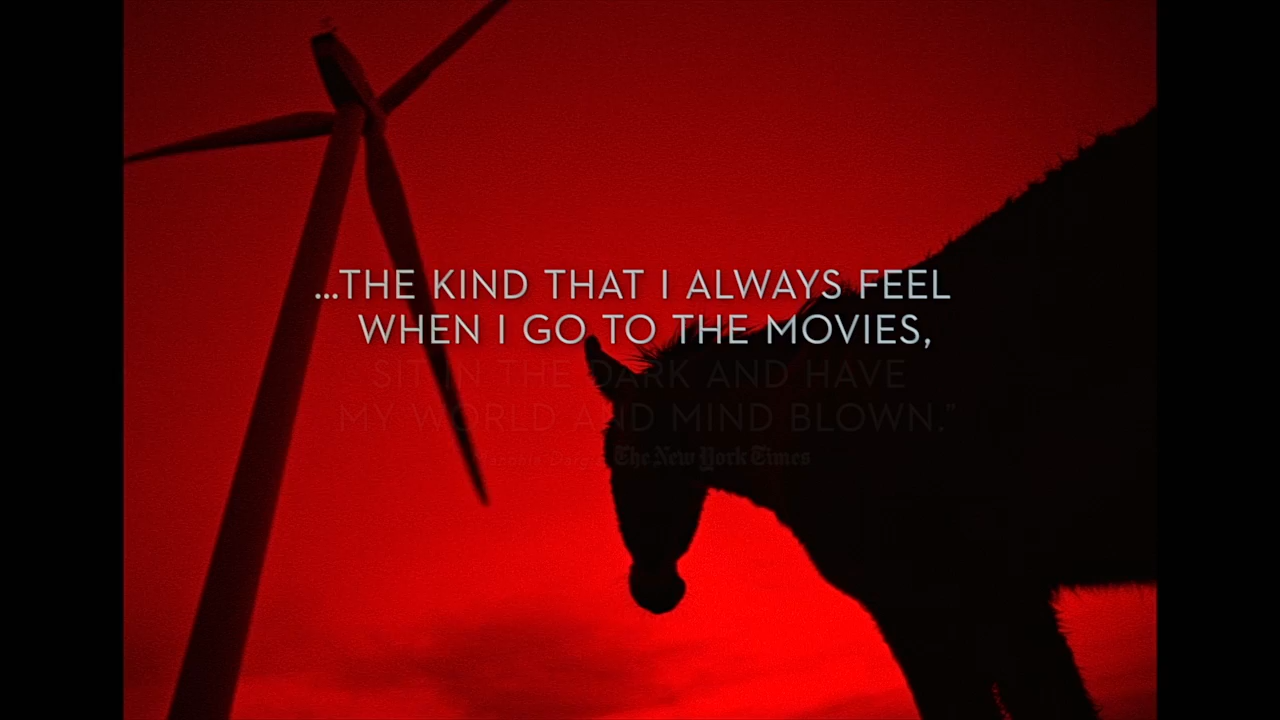 ...THE KIND THAT I ALWAYS FEEL
WHEN I GO TO THE MOVIES,
SIT IN THE DARK AND HAVE
MY WORLD AND MIND BLOWN."
The New York Times